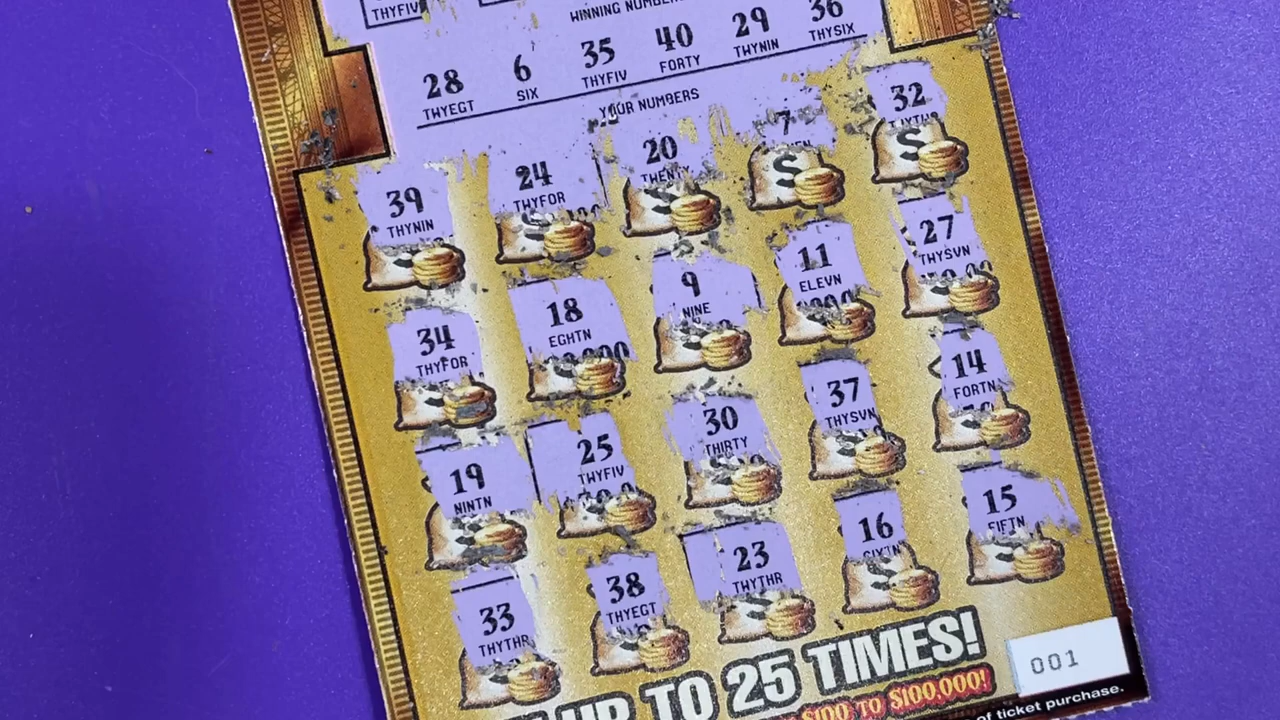 THYFIV
WINNING NUMBERS
28 6 35 40 29 36
THYEGT SIX THYFIV FORTY THYNIN THYSIX
YOUR NUMBERS
39 24 20 7 32
THYNIN THYFOR TWENTY
34 18 9 11 27
THYFOR EGHTN NINE ELEVN THYSVN
19 25 30 37 14
NINTN THYFIV THIRTY THYSVN FORTN
33 38 23 16 15
THYTHR THYEGT THYTHR SIXTN FIFTN
UP TO 25 TIMES!
$100 TO $100,000!
001
of ticket purchase.